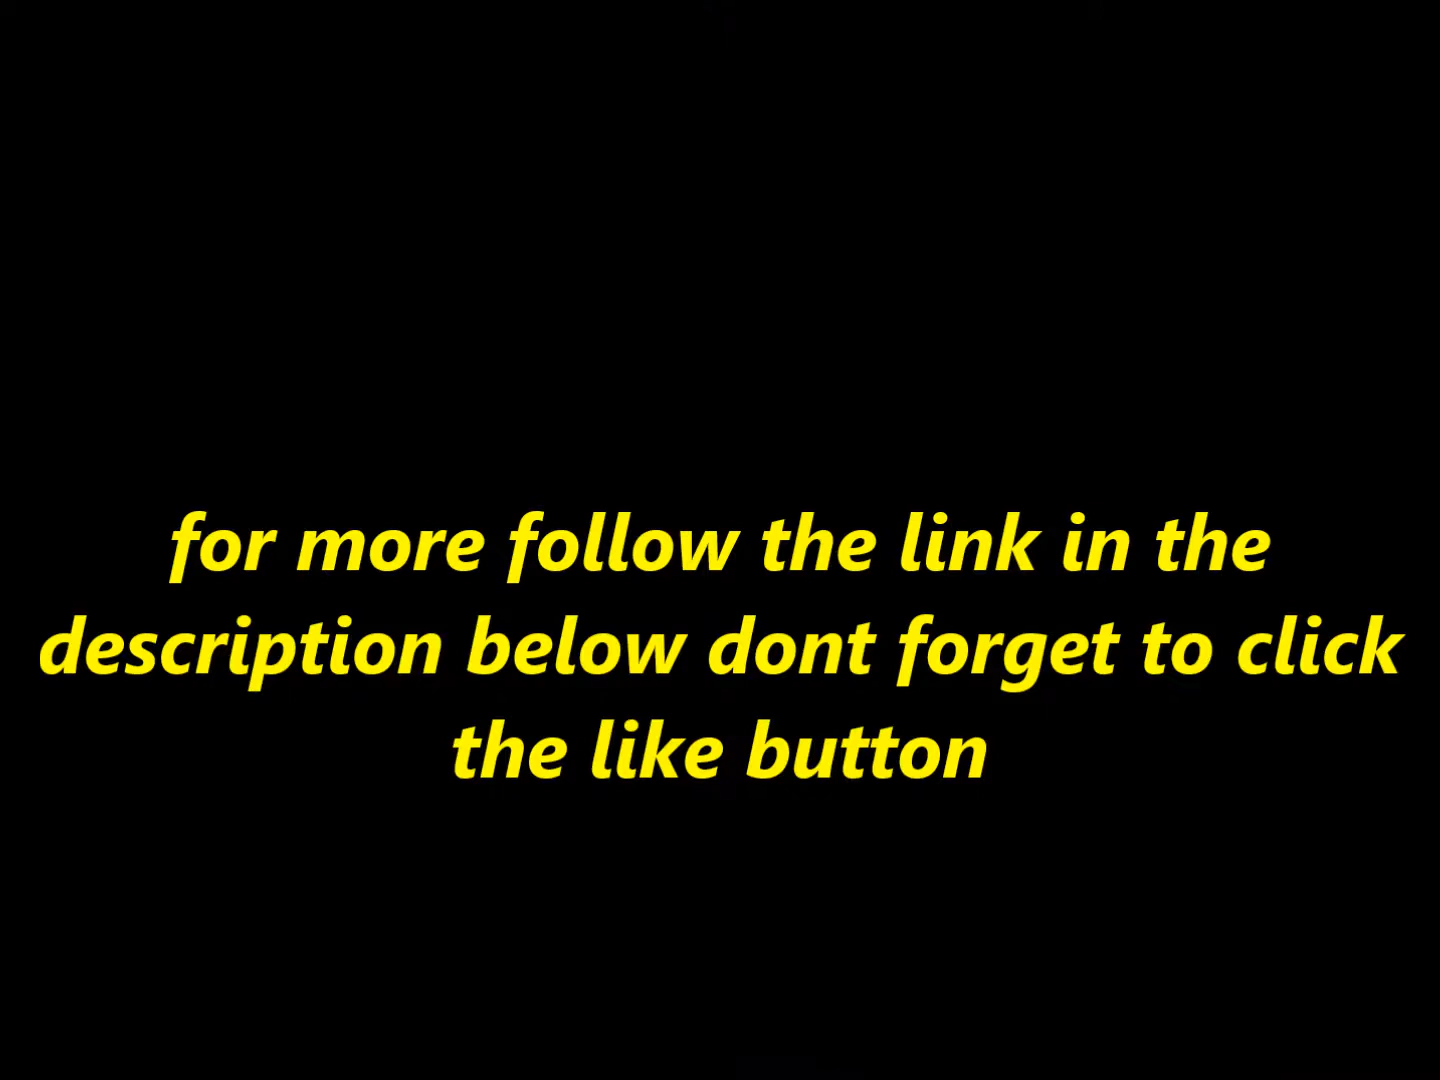 for more follow the link in the
description below dont forget to click
the like button